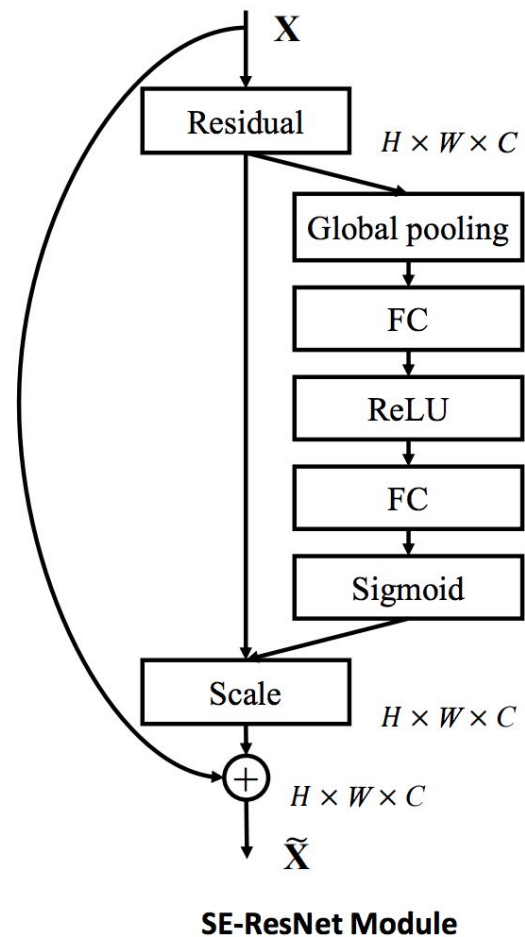 X
Residual
H × W × C
Global pooling
FC
ReLU
FC
Sigmoid
Scale
H × W × C
+
H × W × C
X̃
SE-ResNet Module